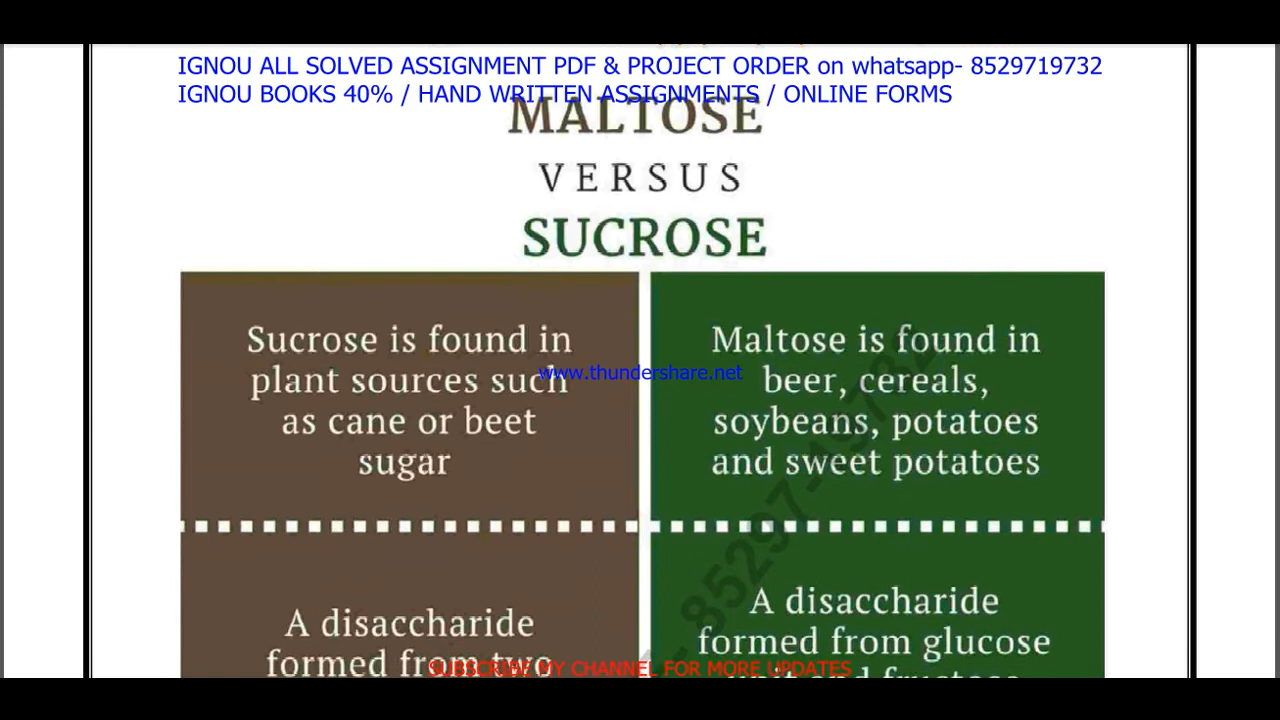 IGNOU ALL SOLVED ASSIGNMENT PDF & PROJECT ORDER on whatsapp- 8529719732
IGNOU BOOKS 40% / HAND WRITTEN ASSIGNMENTS / ONLINE FORMS
MALTOSE
VERSUS
SUCROSE
Sucrose is found in
plant sources such
as cane or beet
sugar
Maltose is found in
beer, cereals,
soybeans, potatoes
and sweet potatoes
www.thundershare.net
A disaccharide
formed from two
A disaccharide
formed from glucose
unit and fructose
SUBSCRIBE MY CHANNEL FOR MORE UPDATES